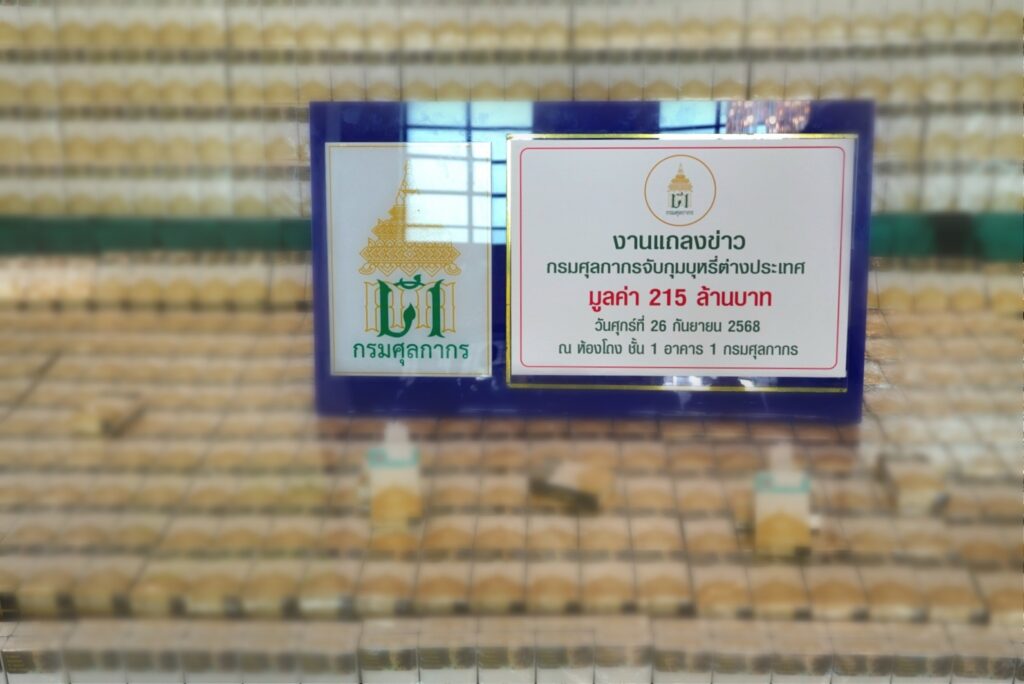 กรมศุลกากร
กรมศุลกากร
งานแถลงข่าว
กรมศุลกากรจับกุมบุหรี่ต่างประเทศ
มูลค่า 215 ล้านบาท
วันศุกร์ที่ 26 กันยายน 2568
ณ ห้องโถง ชั้น 1 อาคาร 1 กรมศุลกากร